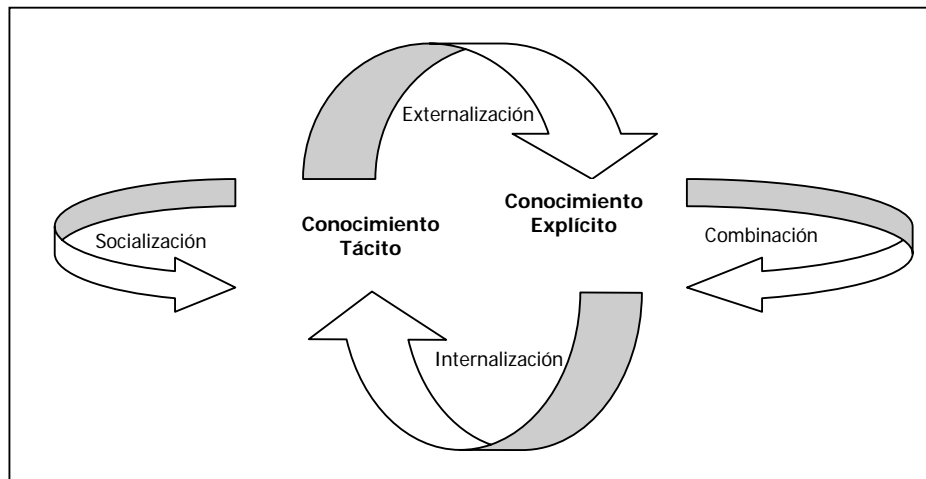 Externalización
Conocimiento
Explícito
Conocimiento
Tácito
Socialización
Combinación
Internalización